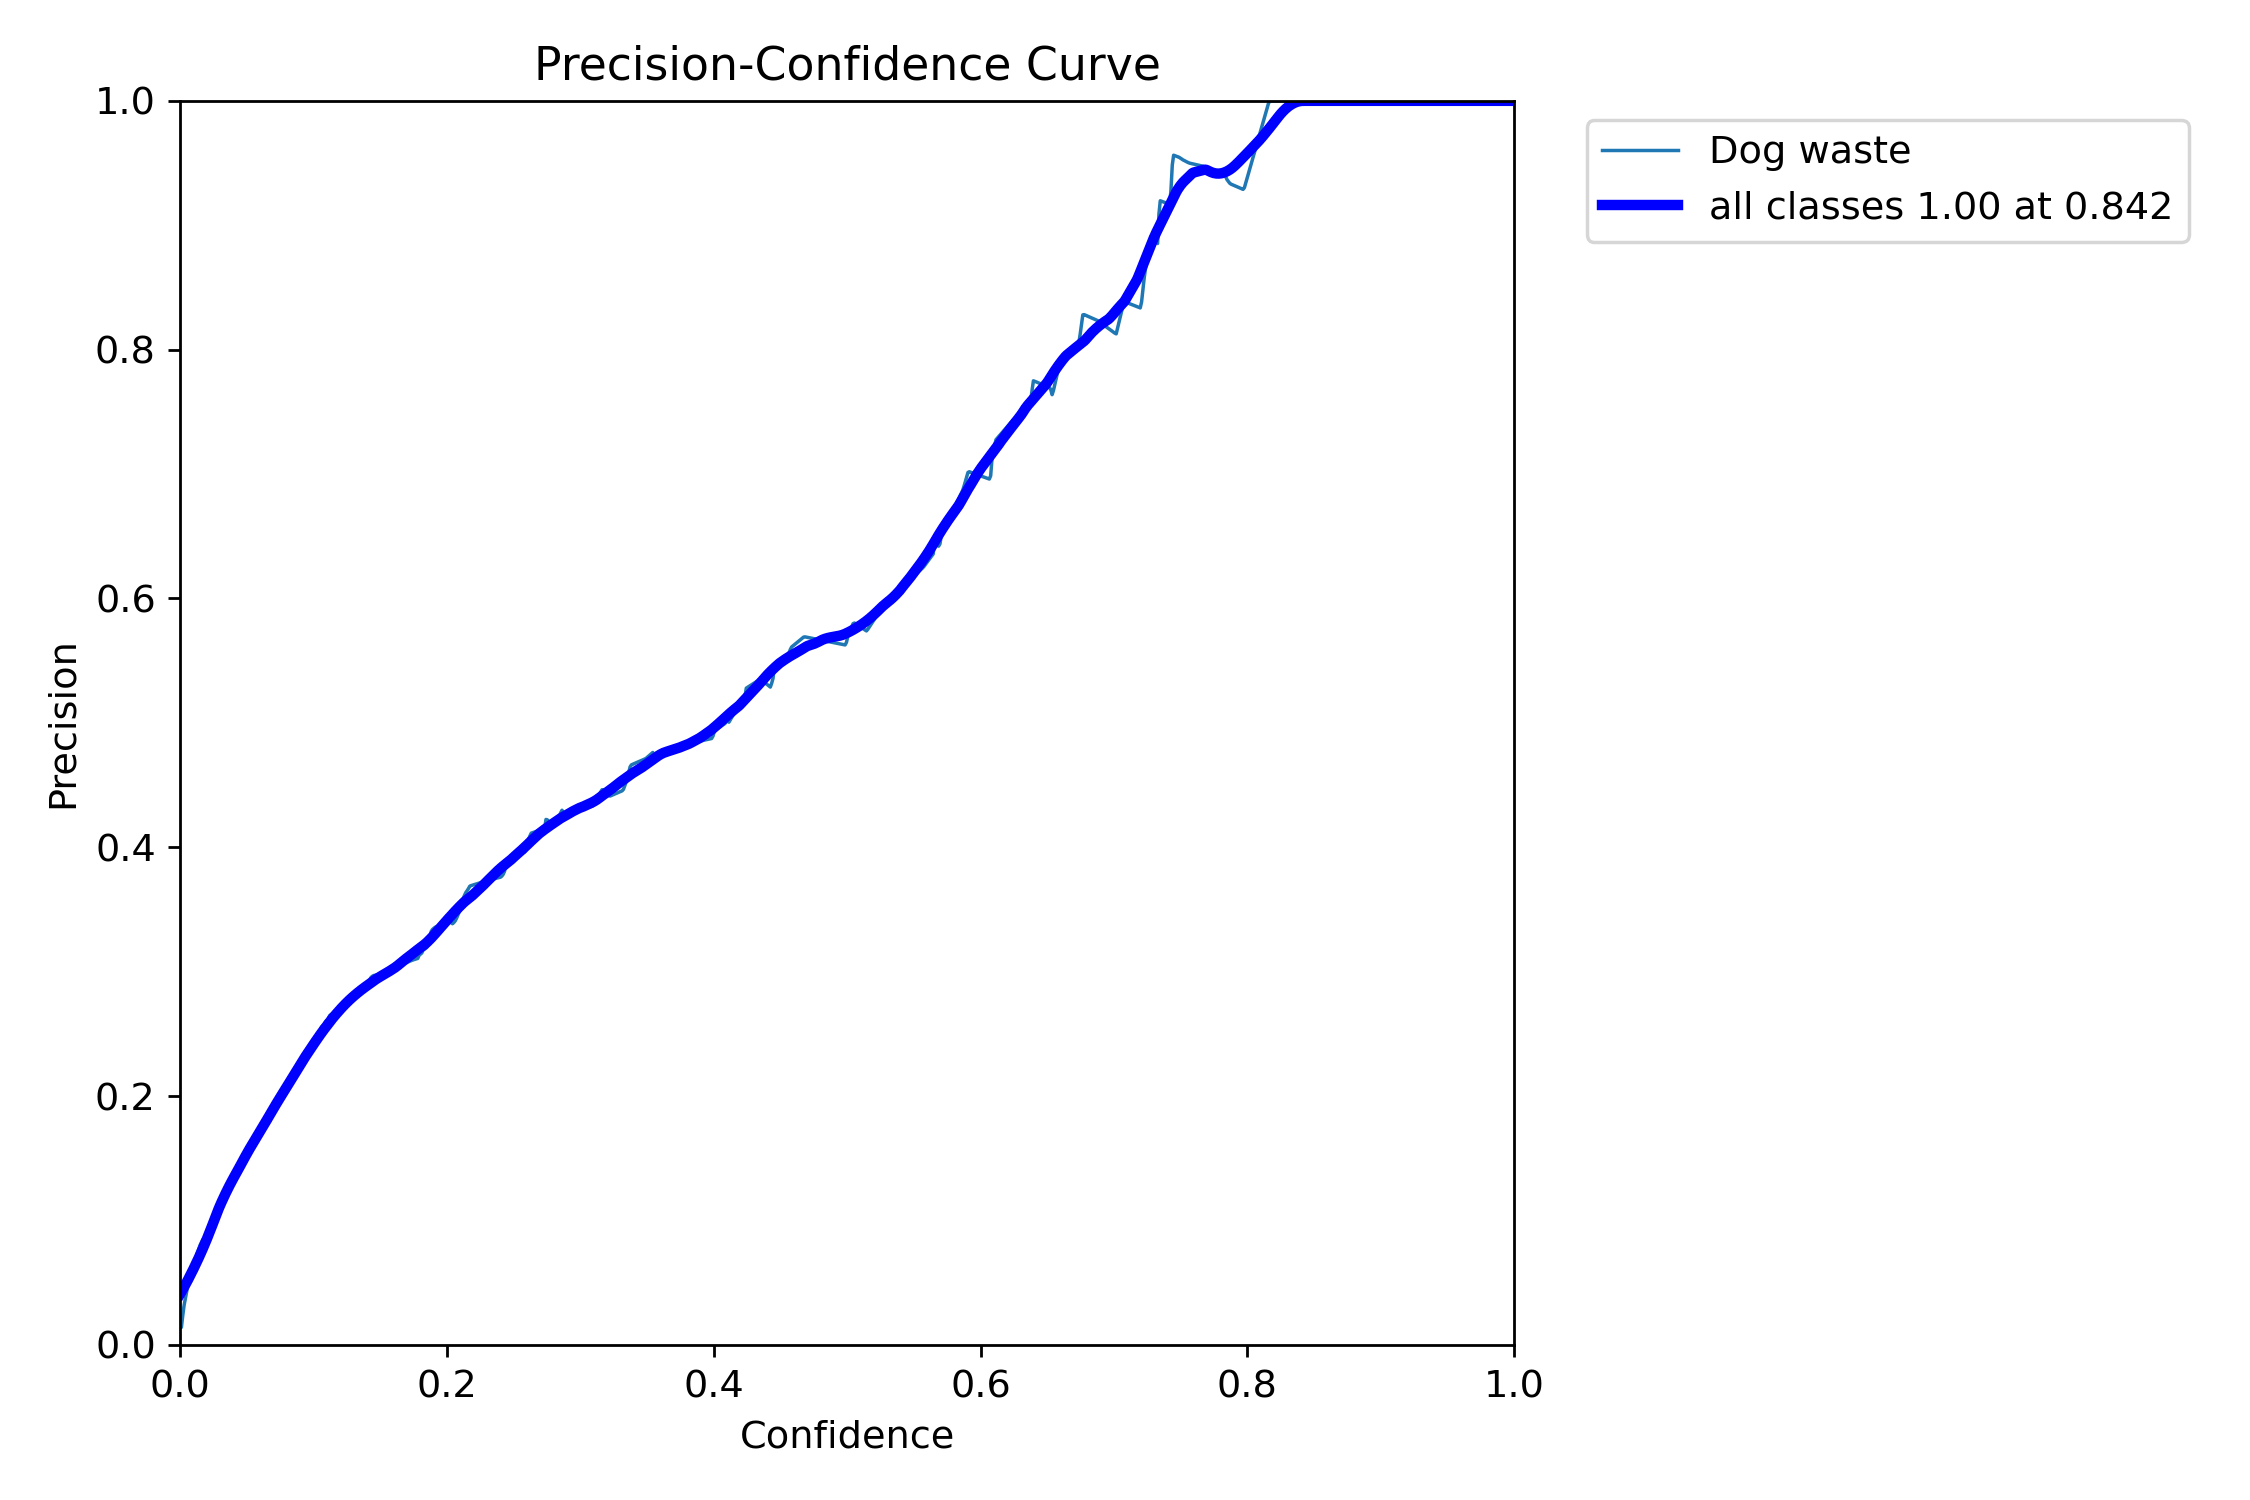 Precision-Confidence Curve
1.0
0.8
0.6
0.4
0.2
0.0
Precision
0.0 0.2 0.4 0.6 0.8 1.0
Confidence
Dog waste
all classes 1.00 at 0.842